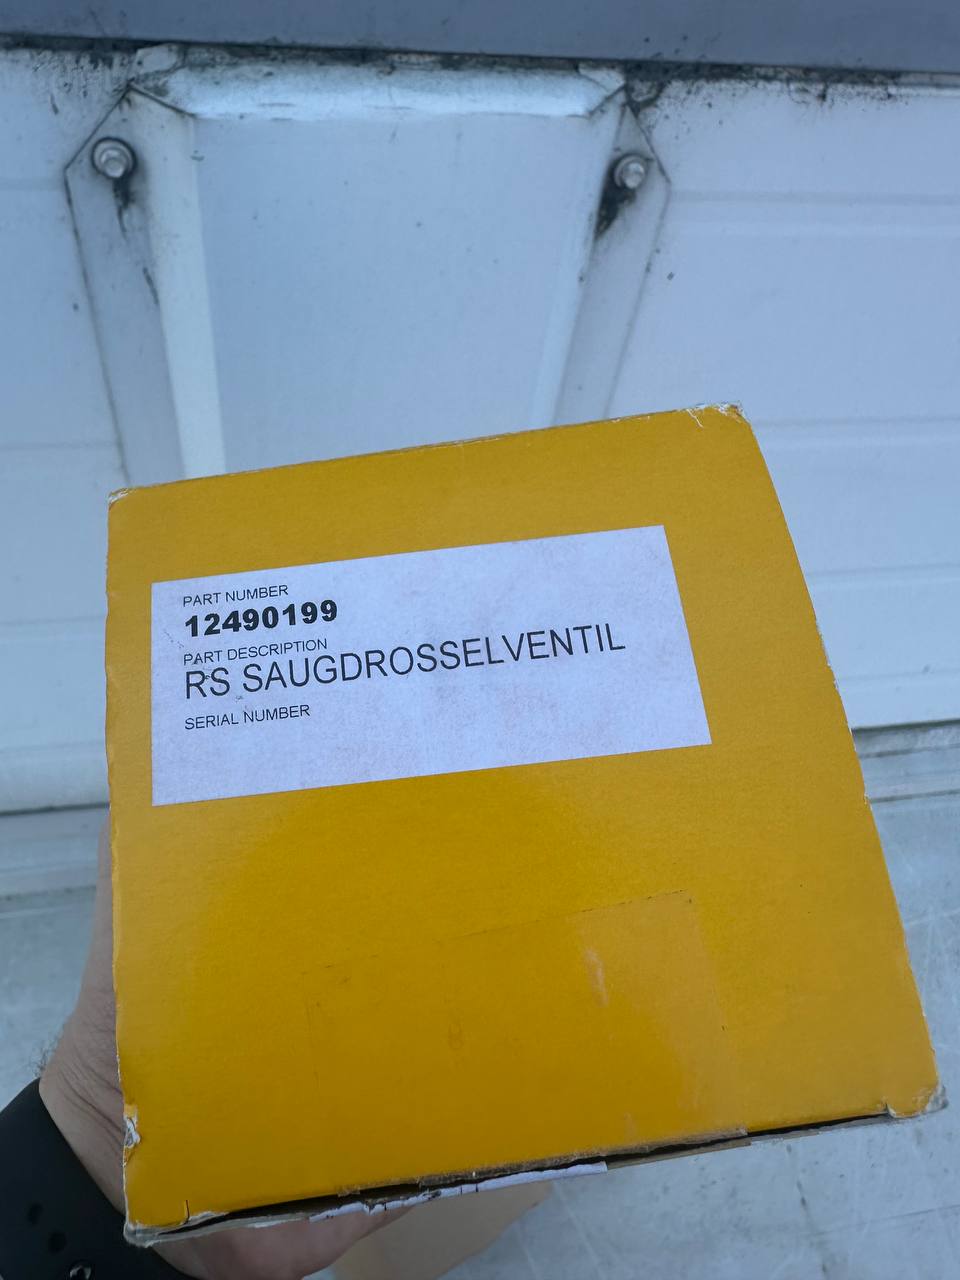 PART NUMBER
12490199
PART DESCRIPTION
RS SAUGDROSSELVENTIL
SERIAL NUMBER